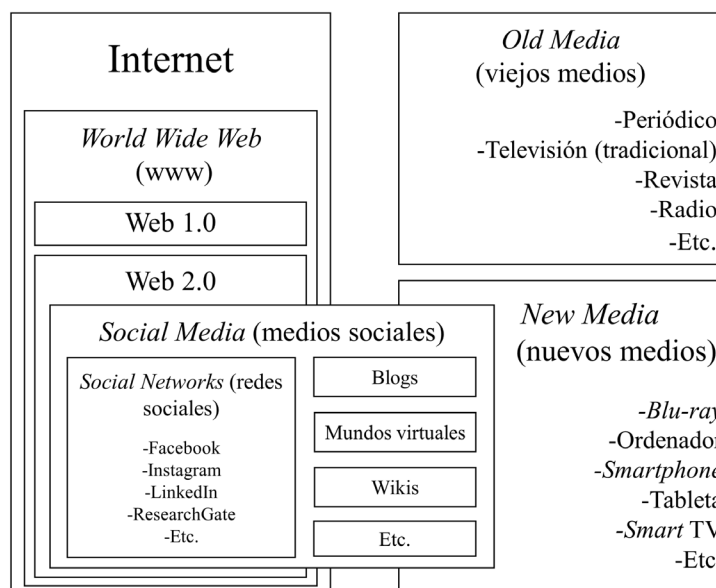 Internet
World Wide Web
(www)
Web 1.0
Web 2.0
Social Media (medios sociales)
Social Networks (redes
sociales)
-Facebook
-Instagram
-LinkedIn
-ResearchGate
-Etc.
Blogs
Mundos virtuales
Wikis
Etc.
Old Media
(viejos medios)
-Periódico
-Televisión (tradicional)
-Revista
-Radio
-Etc.
New Media
(nuevos medios)
-Blu-ray
-Ordenador
-Smartphone
-Tableta
-Smart TV
-Etc